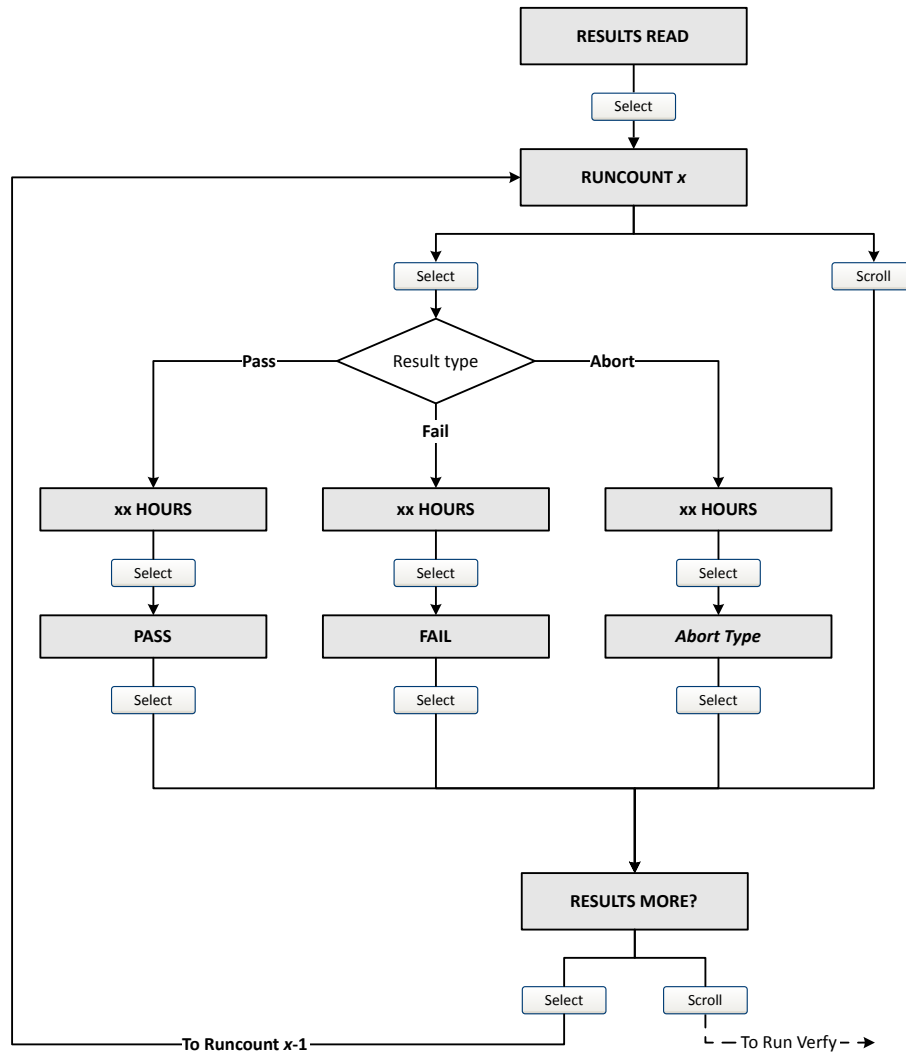 RESULTS READ
Select
RUNCOUNT x
Select
Scroll
Result type
Pass
Abort
Fail
xx HOURS
xx HOURS
xx HOURS
Select
Select
Select
PASS
FAIL
Abort Type
Select
Select
Select
RESULTS MORE?
Select
Scroll
To Runcount x-1
To Run Verfy